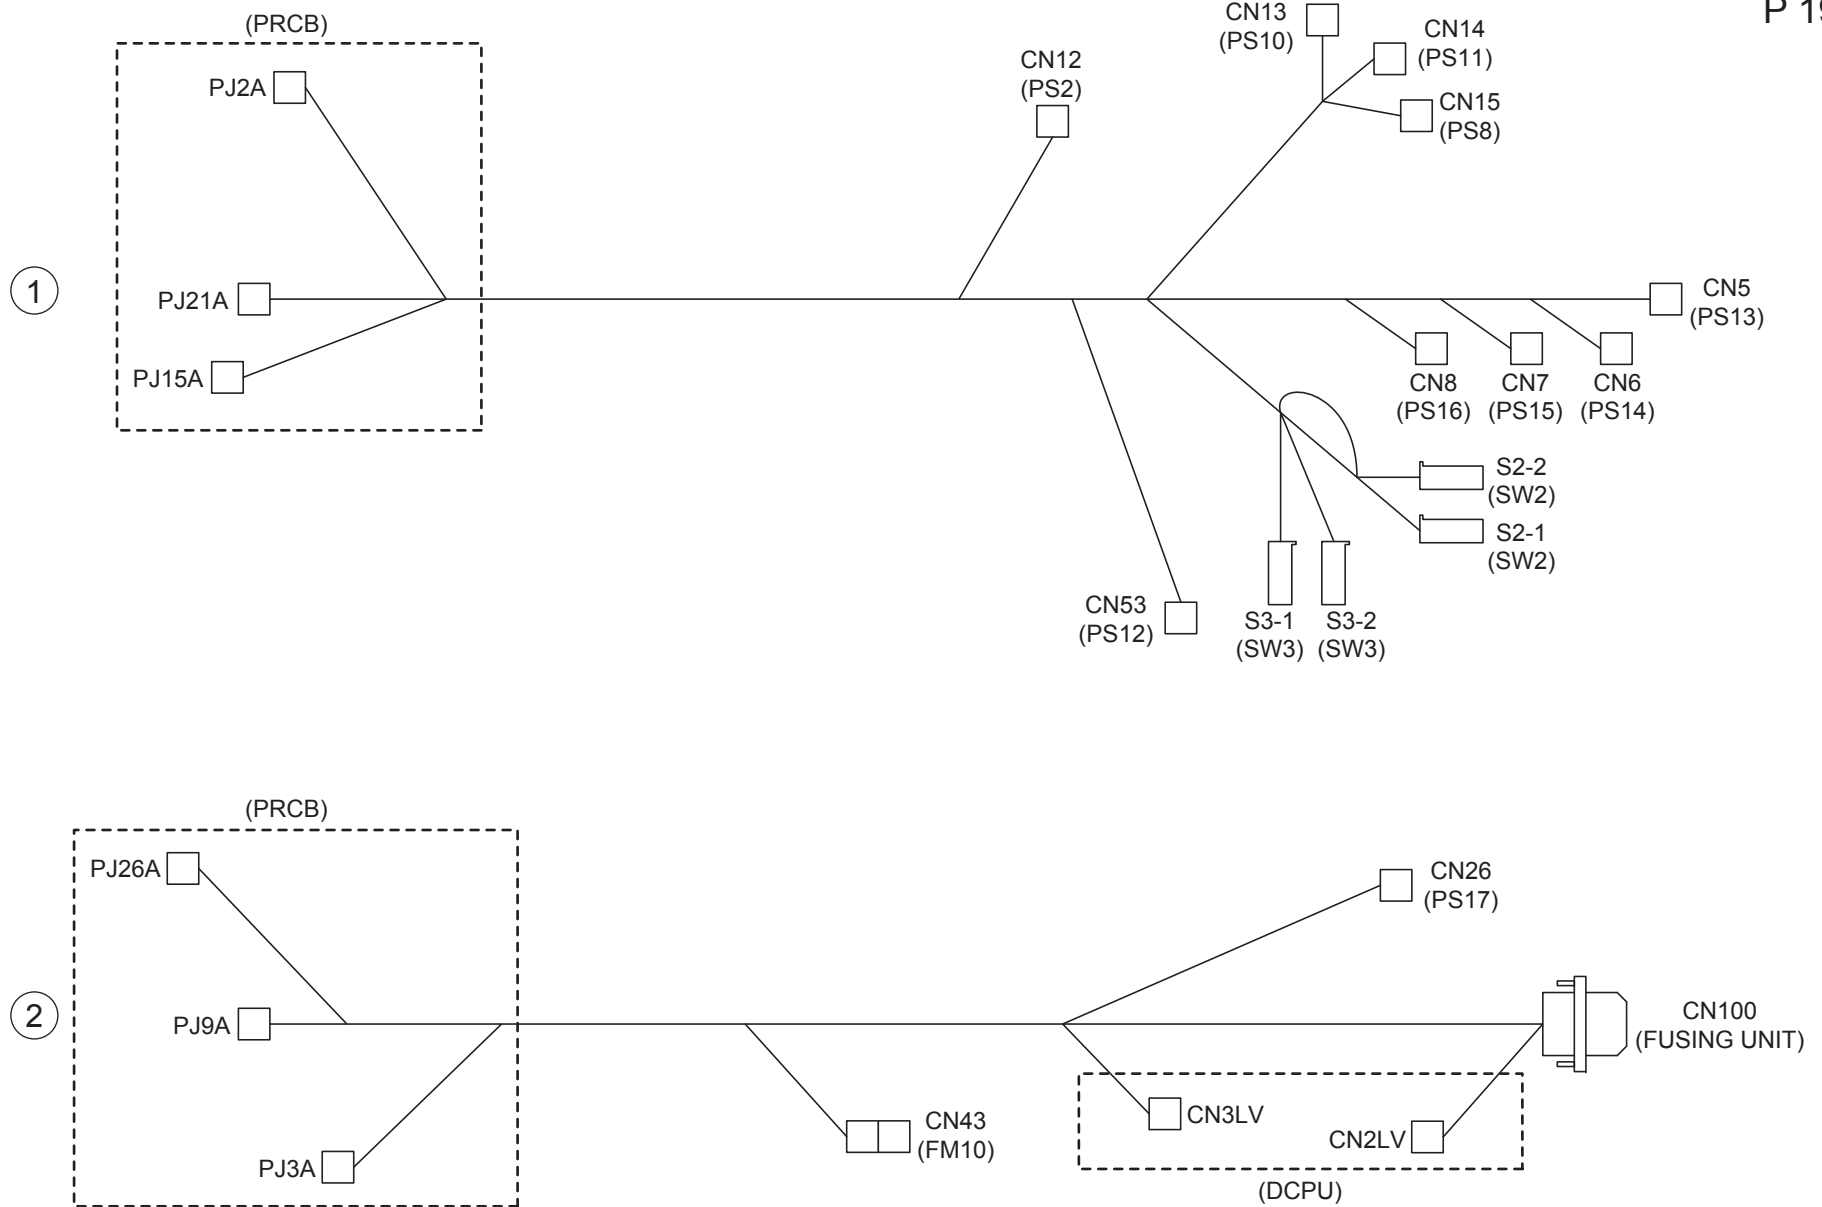 P 19
(PRCB)
PJ2A
PJ21A
PJ15A
1
CN12
(PS2)
CN13
(PS10)
CN14
(PS11)
CN15
(PS8)
CN5
(PS13)
CN8
(PS16)
CN7
(PS15)
CN6
(PS14)
S2-2
(SW2)
S2-1
(SW2)
CN53
(PS12)
S3-1
(SW3)
S3-2
(SW3)
(PRCB)
PJ26A
2
PJ9A
PJ3A
CN26
(PS17)
CN100
(FUSING UNIT)
CN43
(FM10)
CN3LV
CN2LV
(DCPU)